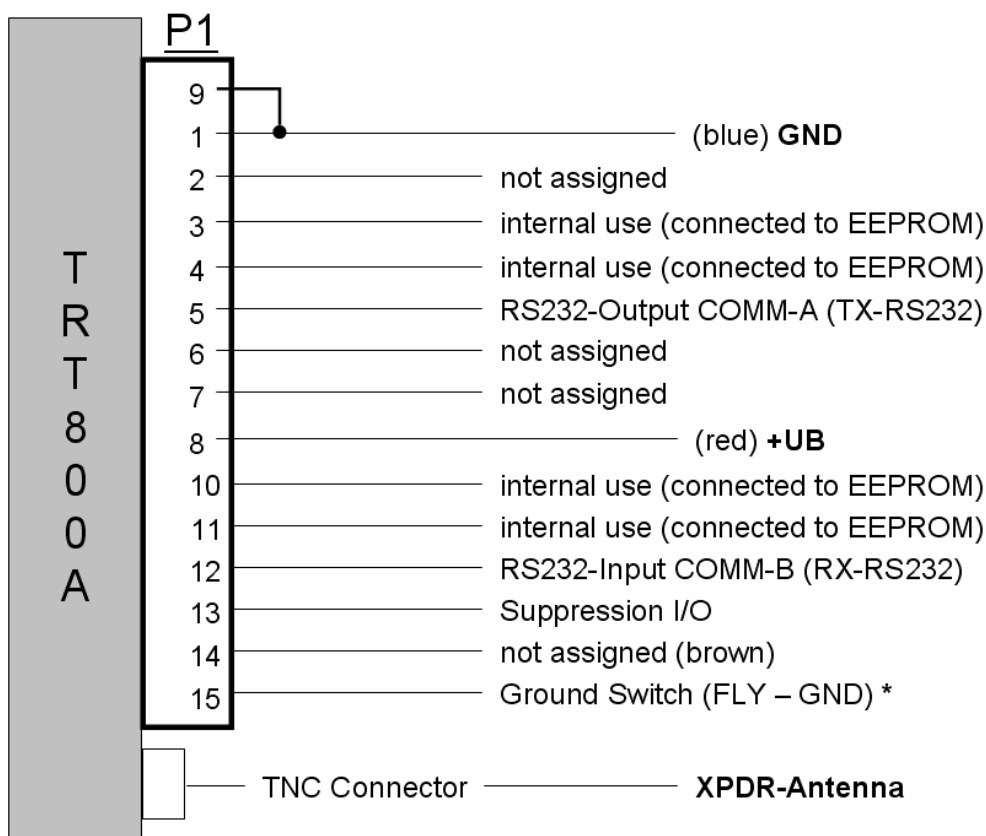 P1
TRT800A
9
1 (blue) GND
2 not assigned
3 internal use (connected to EEPROM)
4 internal use (connected to EEPROM)
5 RS232-Output COMM-A (TX-RS232)
6 not assigned
7 not assigned
8 (red) +UB
10 internal use (connected to EEPROM)
11 internal use (connected to EEPROM)
12 RS232-Input COMM-B (RX-RS232)
13 Suppression I/O
14 not assigned (brown)
15 Ground Switch (FLY – GND) *
TNC Connector XPDR-Antenna